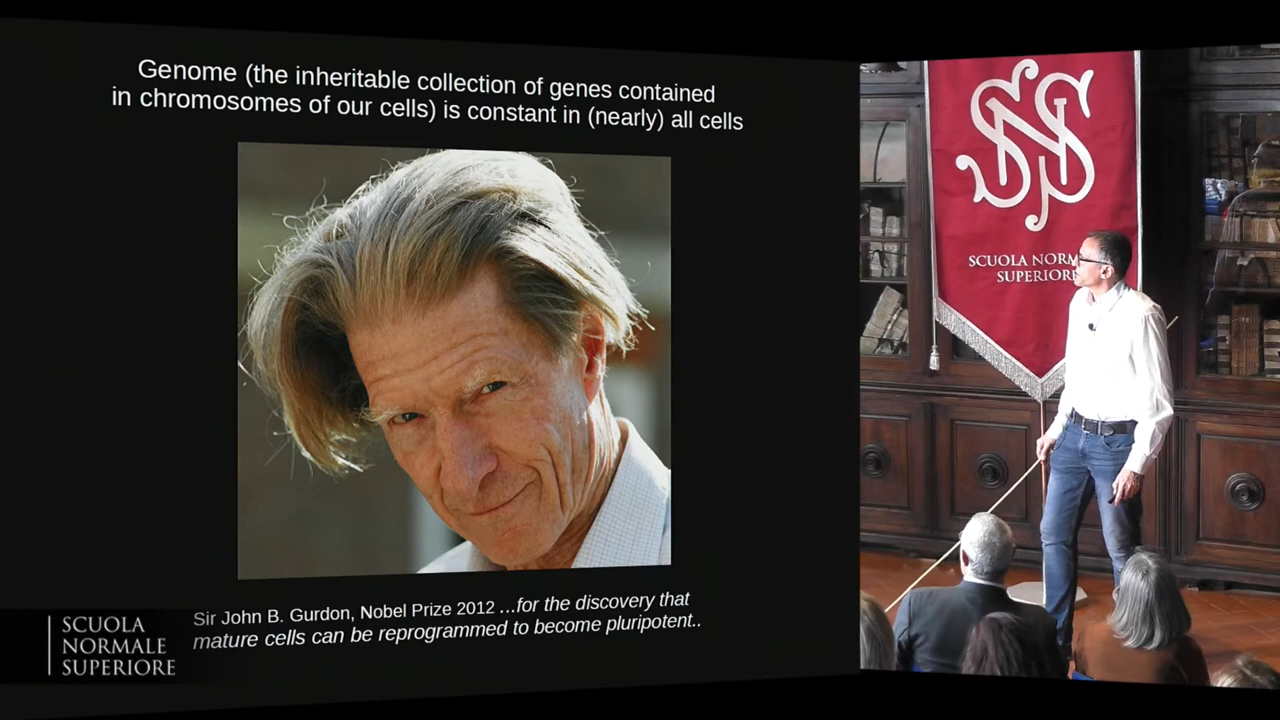 Genome (the inheritable collection of genes contained
in chromosomes of our cells) is constant in (nearly) all cells
Sir John B. Gurdon, Nobel Prize 2012 ...for the discovery that
mature cells can be reprogrammed to become pluripotent..
SCUOLA
NORMALE
SUPERIORE
SNS
SCUOLA NORM
SUPERIORE